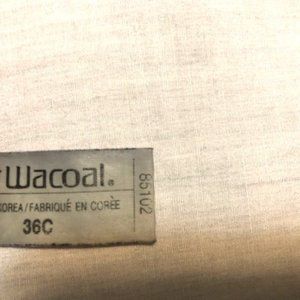 Wacoal®
KOREA/FABRIQUÉ EN CORÉE
36C
85102